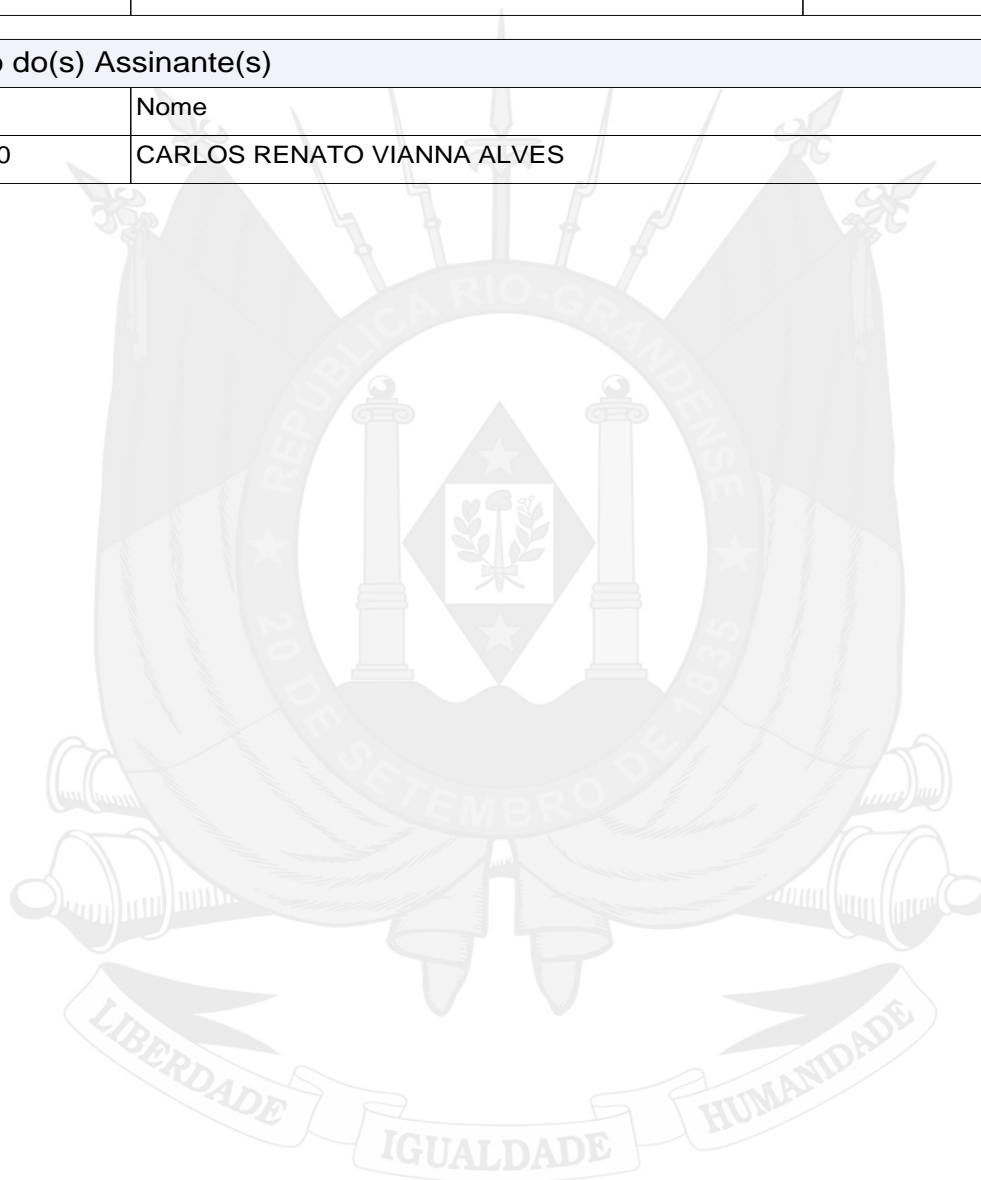 o do(s) Assinante(s)
Nome
0 CARLOS RENATO VIANNA ALVES
REPÚBLICA RIO-GRANDENSE
20 DE SETEMBRO DE 1835
LIBERDADE
IGUALDADE
HUMANIDADE